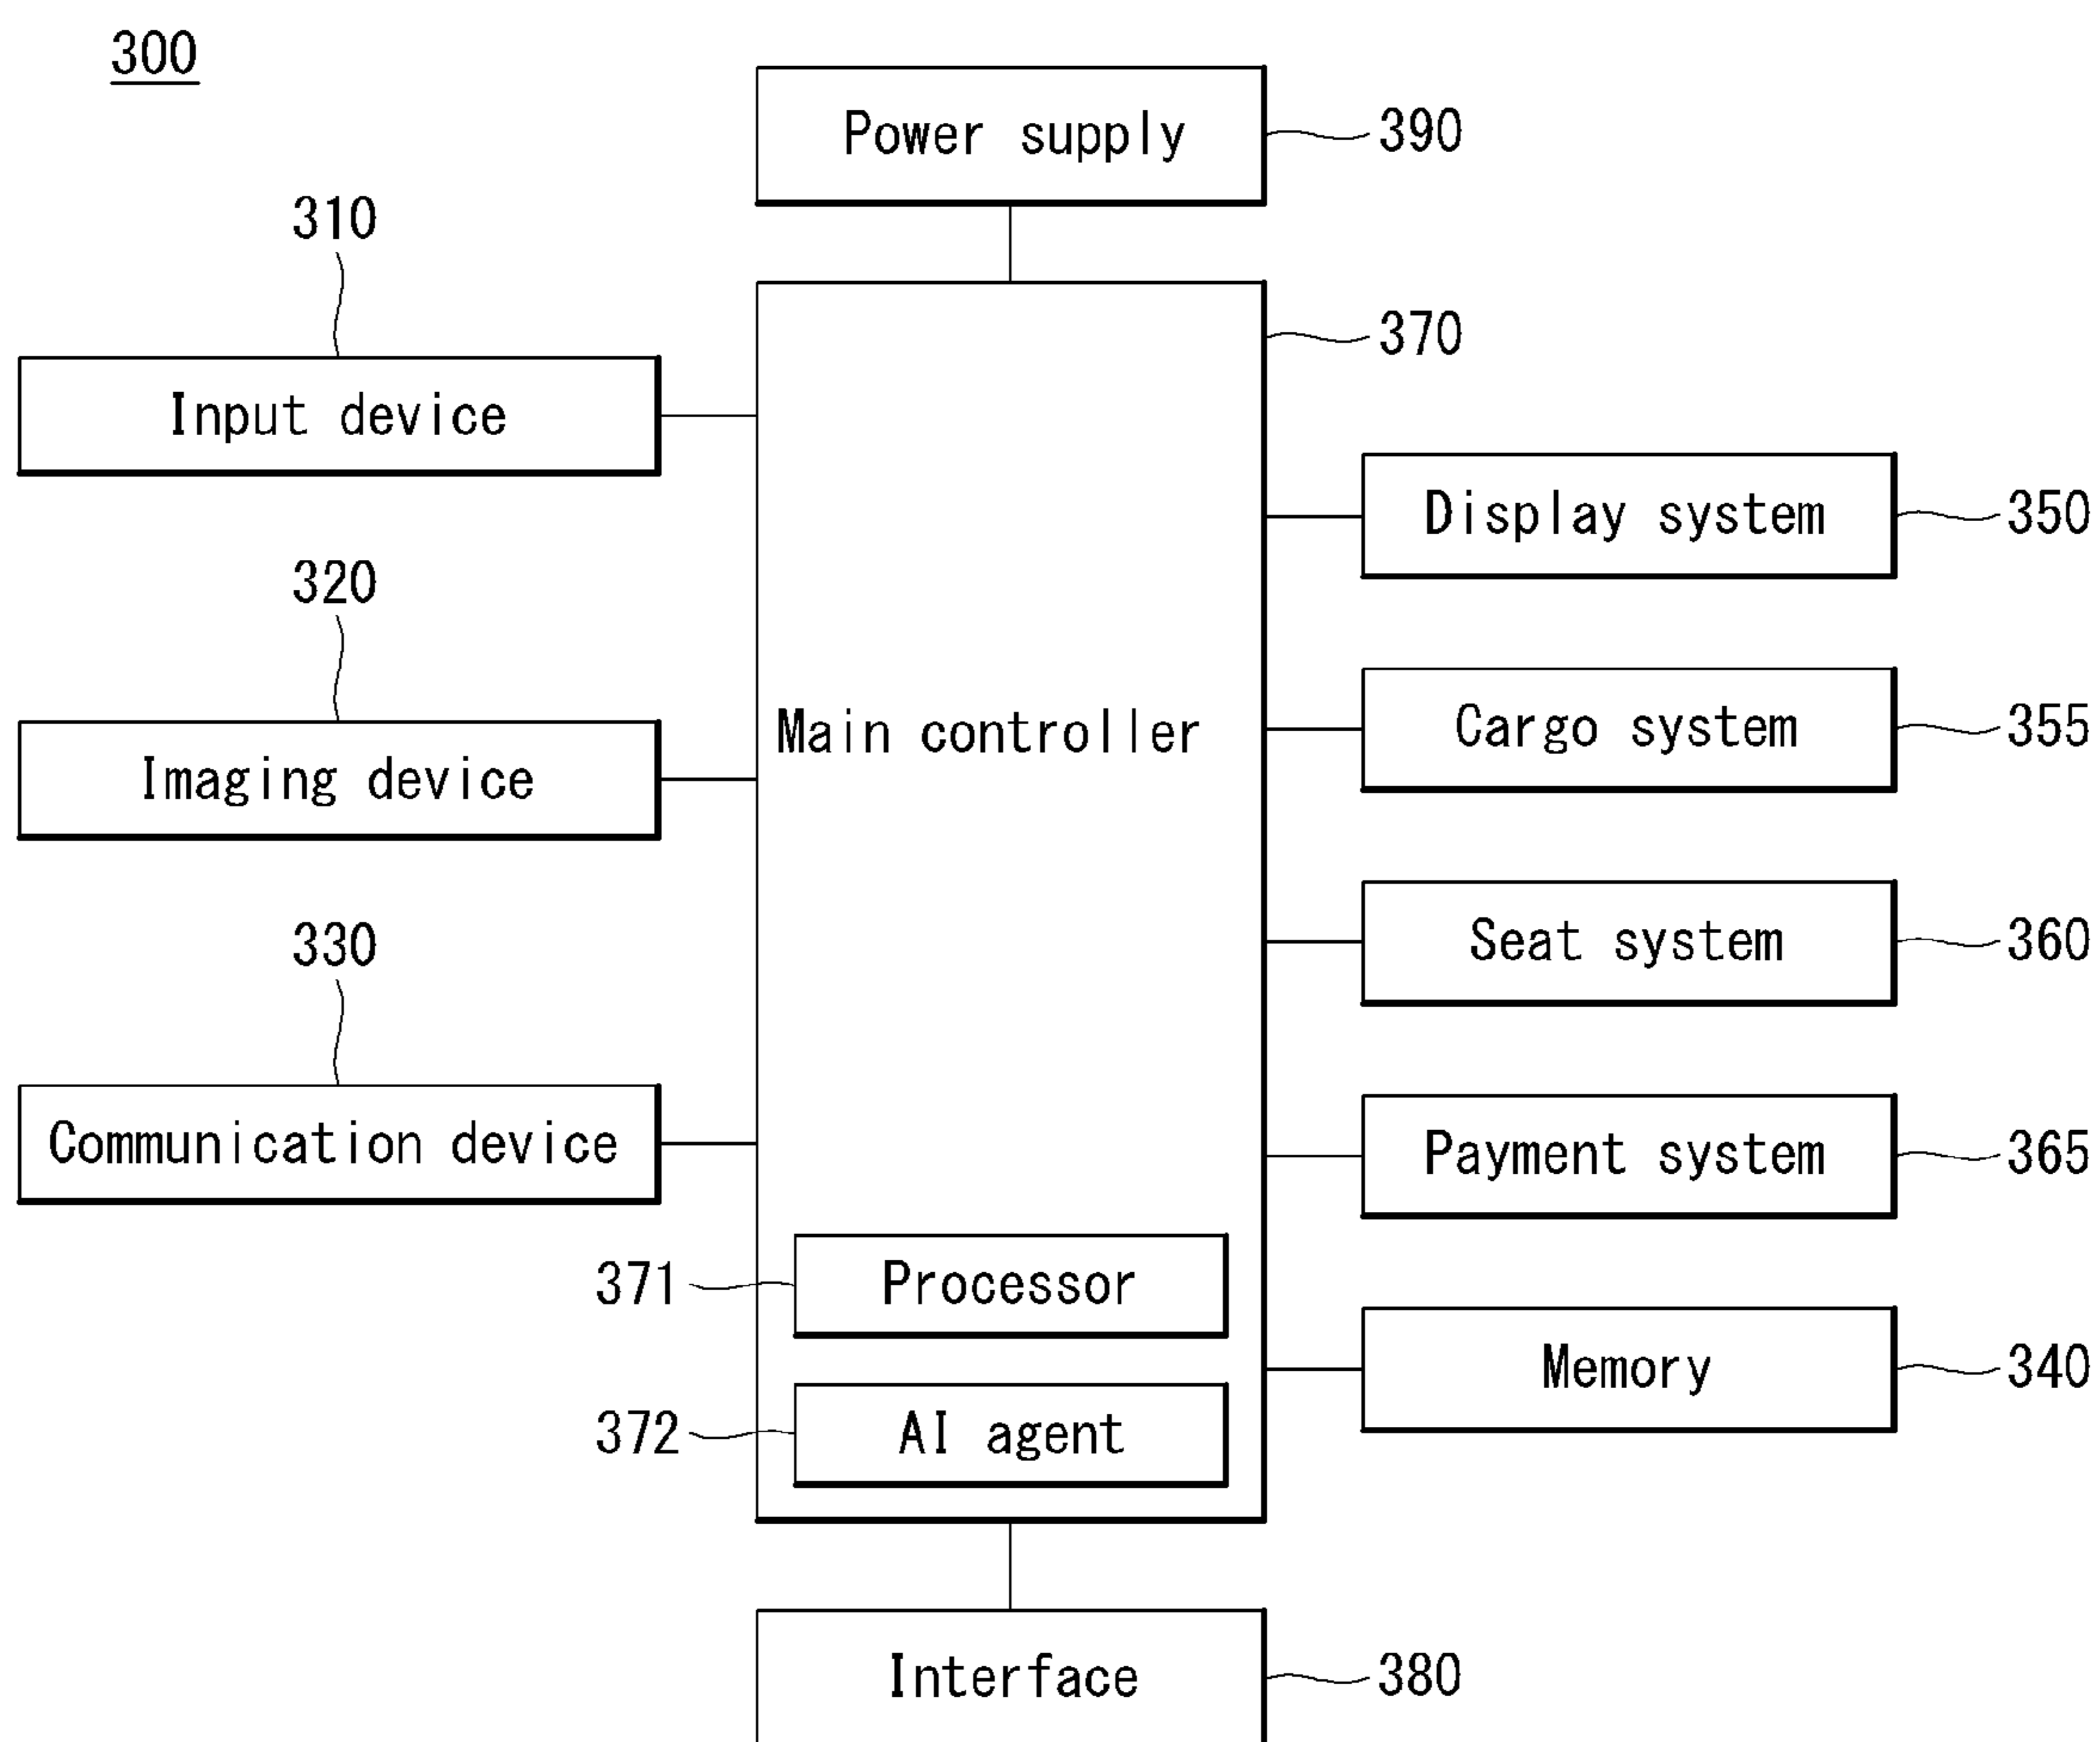 300
Power supply
390
310
370
Input device
Display system
350
320
Cargo system
355
Main controller
Imaging device
330
Seat system
360
Communication device
Payment system
365
371
Processor
Memory
340
372
AI agent
Interface
380